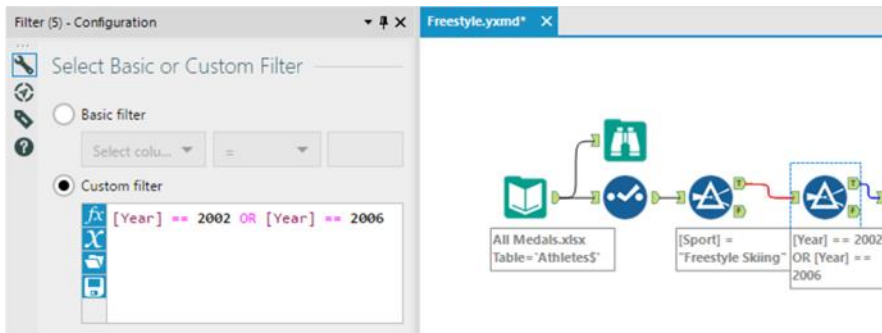 Filter (5) - Configuration
Freestyle.yxmd*
Select Basic or Custom Filter
Basic filter
Select colu... =
Custom filter
[Year] == 2002 OR [Year] == 2006
All Medals.xlsx
Table=`Athletes$`
[Sport] =
"Freestyle Skiing"
[Year] == 2002
OR [Year] ==
2006
T
F
T
F